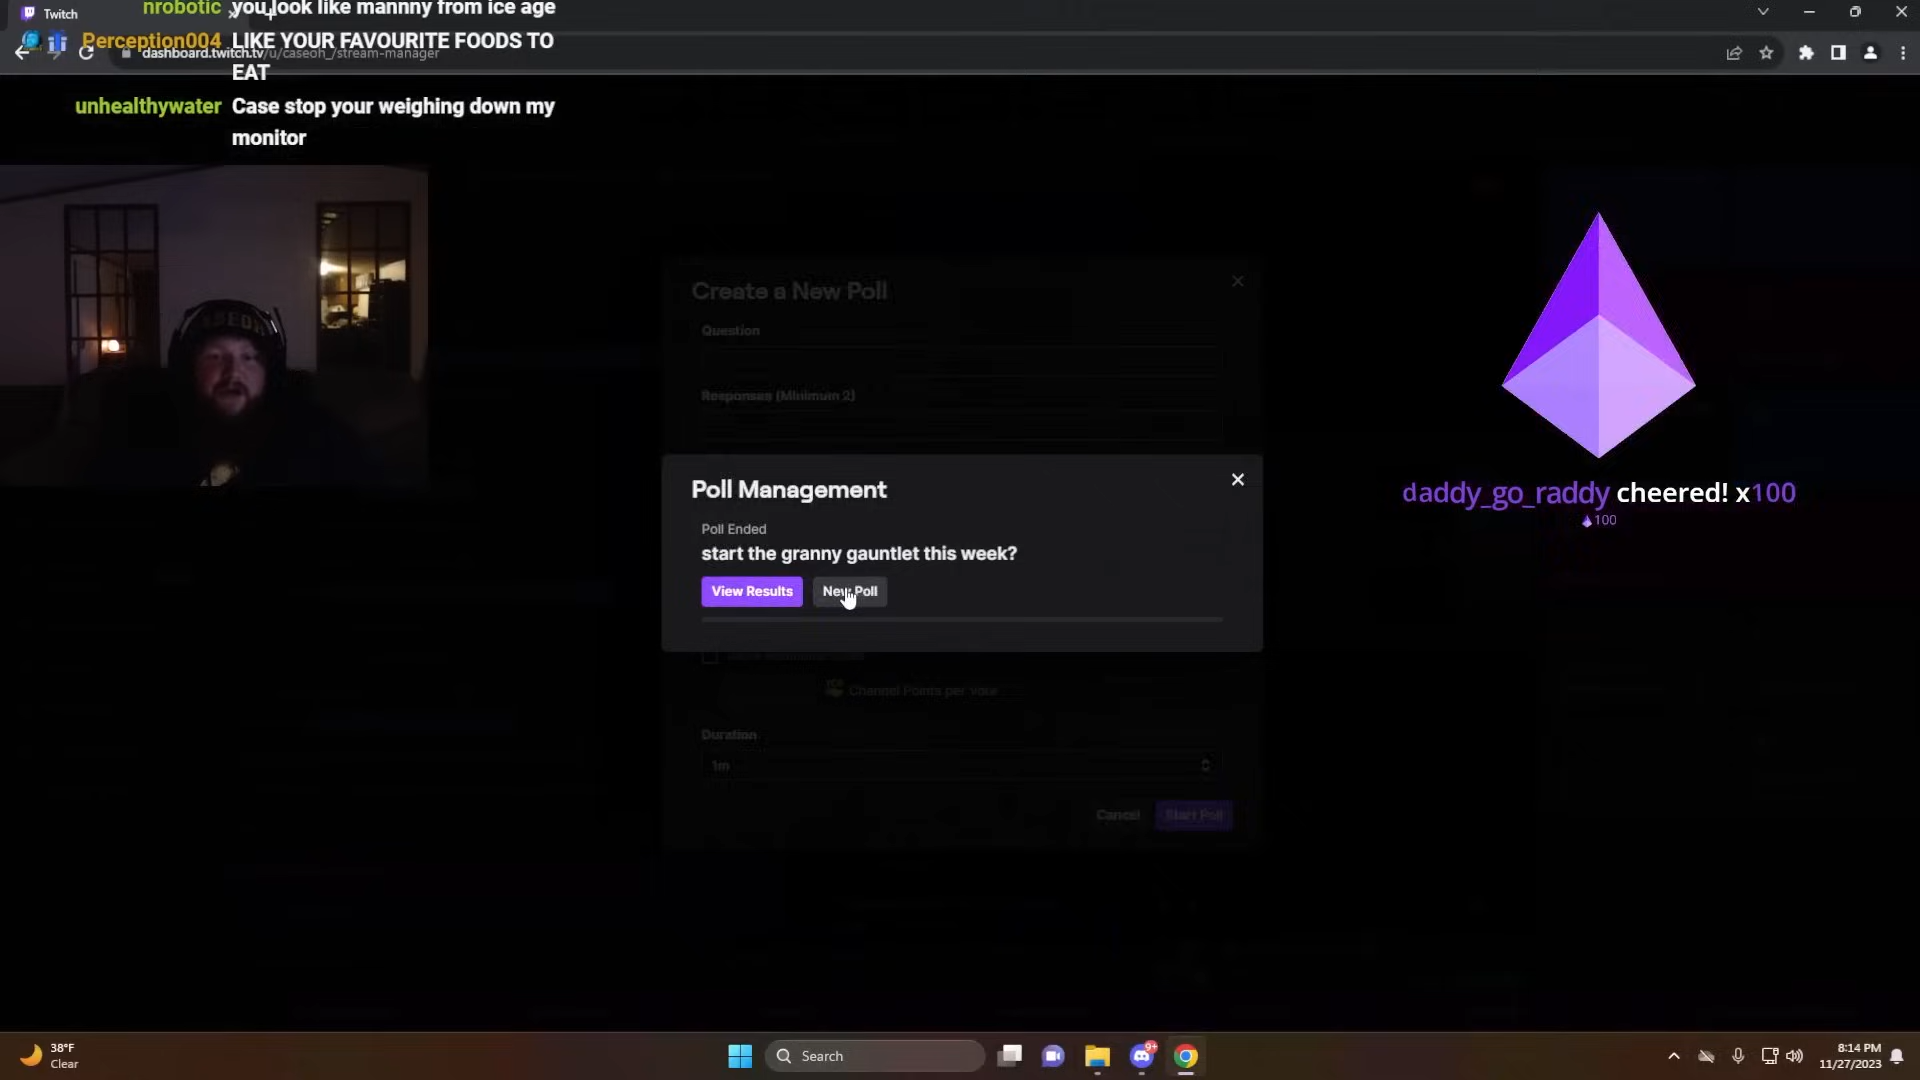 Twitch
nrobotic you look like mannny from ice age
Perception004 LIKE YOUR FAVOURITE FOODS TO
EAT
dashboard.twitch.tv/u/caseoh_/stream-manager
unhealthywater Case stop your weighing down my
monitor
Create a New Poll
Question
Responses (Minimum 2)
Poll Management
Poll Ended
start the granny gauntlet this week?
View Results New Poll
Channel Points per vote
Duration
1m
Cancel Start Poll
daddy_go_raddy cheered! x100
100
38°F
Clear
Search
9+
8:14 PM
11/27/2023